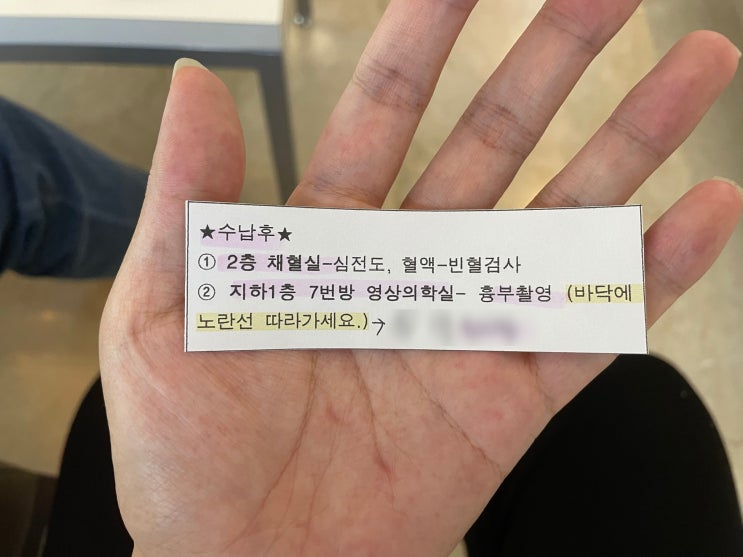 ★수납후★
① 2층 채혈실-심전도, 혈액-빈혈검사
② 지하1층 7번방 영상의학실- 흉부촬영 (바닥에
노란선 따라가세요.)→